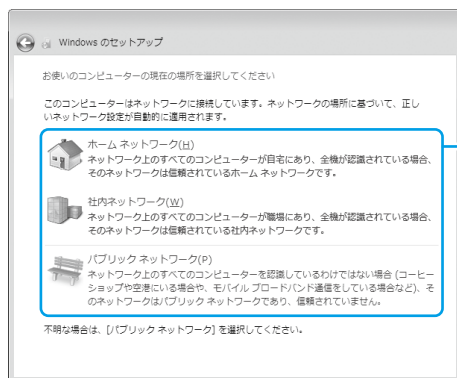 Windows のセットアップ
お使いのコンピューターの現在の場所を選択してください
このコンピューターはネットワークに接続しています。ネットワークの場所に基づいて、正し
いネットワーク設定が自動的に適用されます。
ホーム ネットワーク(H)
ネットワーク上のすべてのコンピューターが自宅にあり、全機が認識されている場合、
そのネットワークは信頼されているホーム ネットワークです。
社内ネットワーク(W)
ネットワーク上のすべてのコンピューターが職場にあり、全機が認識されている場合、
そのネットワークは信頼されている社内ネットワークです。
パブリック ネットワーク(P)
ネットワーク上のすべてのコンピューターを認識しているわけではない場合 (コーヒー
ショップや空港にいる場合や、モバイル ブロードバンド通信をしている場合など)、そ
のネットワークはパブリック ネットワークであり、信頼されていません。
不明な場合は、[パブリック ネットワーク] を選択してください。